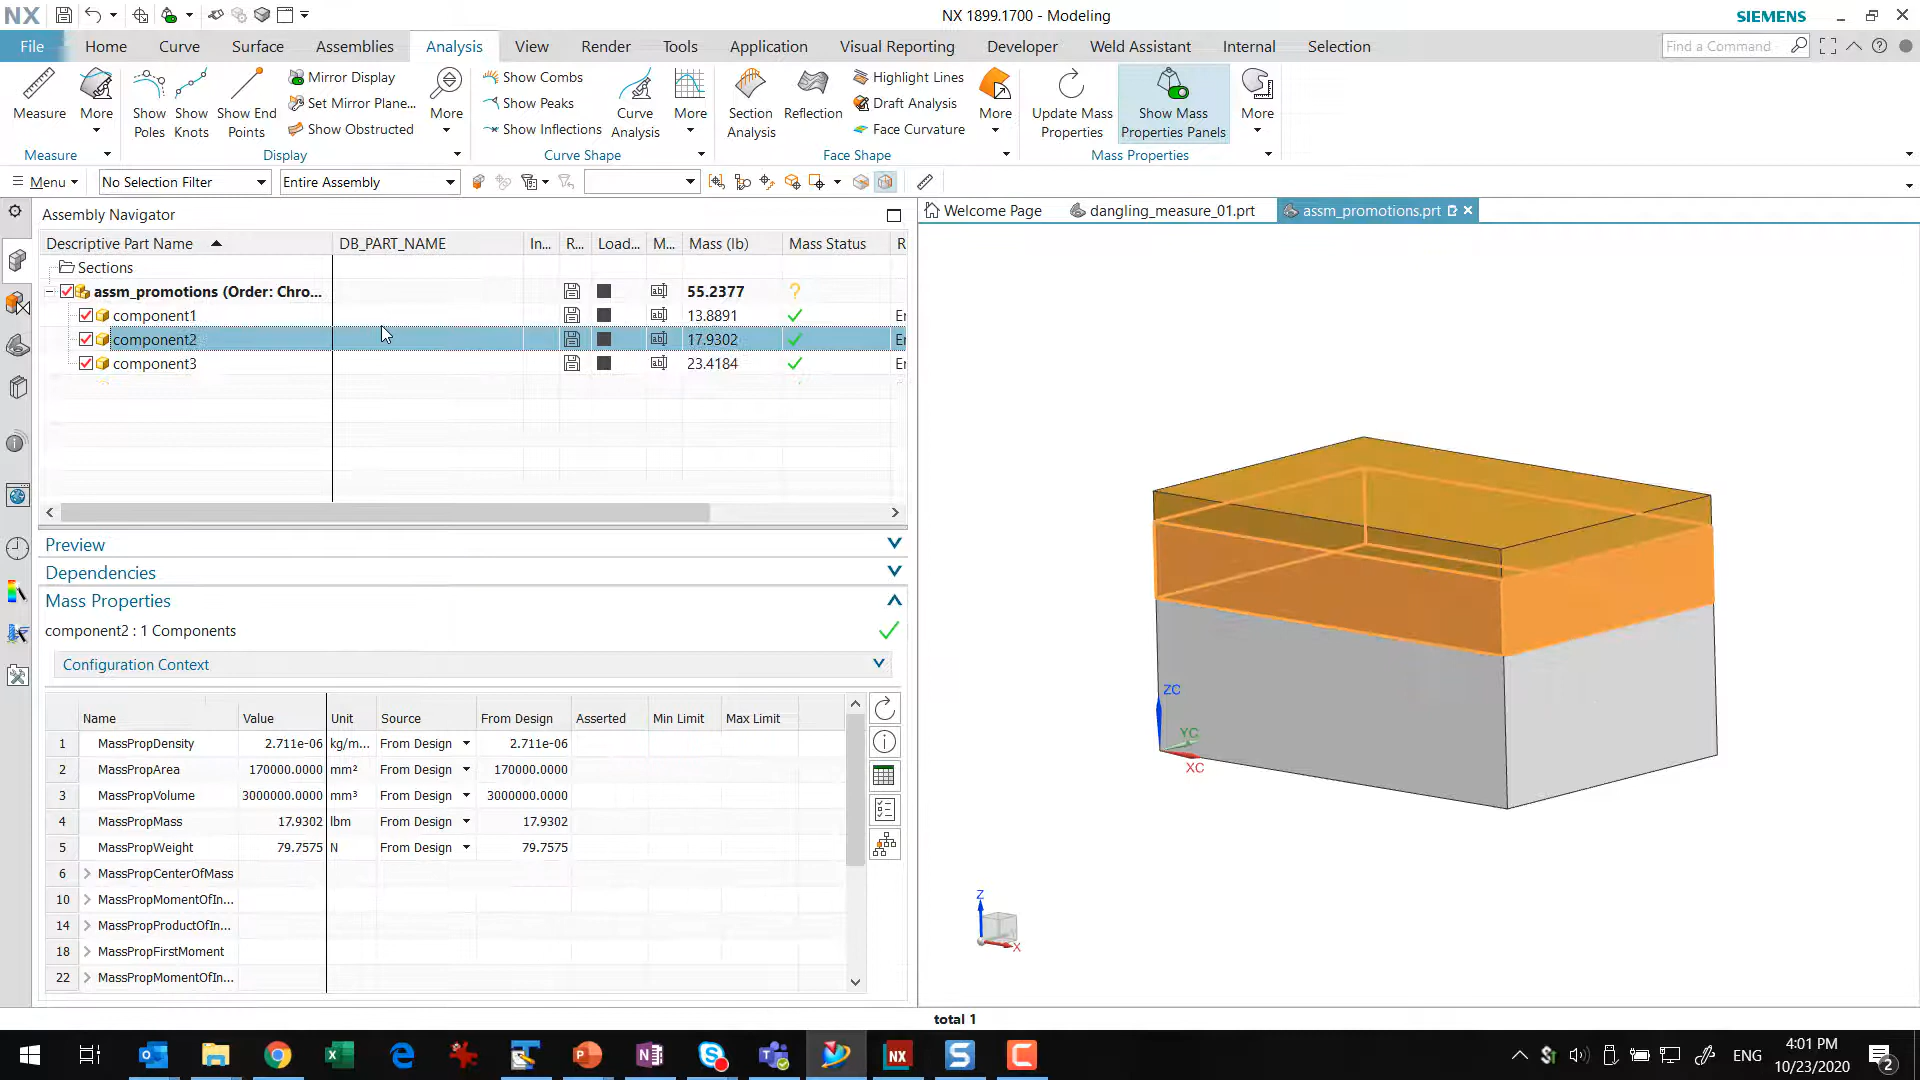 NX
NX 1899.1700 - Modeling
SIEMENS
File Home Curve Surface Assemblies Analysis View Render Tools Application Visual Reporting Developer Weld Assistant Internal Selection
Find a Command
Measure
More
Show Poles
Show Knots
Show End Points
Mirror Display
Set Mirror Plane...
Show Obstructed
More
Show Combs
Show Peaks
Show Inflections
Curve Analysis
More
Section Analysis
Reflection
Highlight Lines
Draft Analysis
Face Curvature
More
Update Mass Properties
Show Mass Properties Panels
More
Measure Display Curve Shape Face Shape Mass Properties
Menu No Selection Filter Entire Assembly
Assembly Navigator
Welcome Page dangling_measure_01.prt assm_promotions.prt
Descriptive Part Name DB_PART_NAME In... R... Load... M... Mass (lb) Mass Status R
Sections
assm_promotions (Order: Chro... 55.2377 ?
component1 13.8891 Er
component2 17.9302 Er
component3 23.4184 Er
Preview
Dependencies
Mass Properties
component2 : 1 Components
Configuration Context
Name Value Unit Source From Design Asserted Min Limit Max Limit
1 MassPropDensity 2.711e-06 kg/m... From Design 2.711e-06
2 MassPropArea 170000.0000 mm² From Design 170000.0000
3 MassPropVolume 3000000.0000 mm³ From Design 3000000.0000
4 MassPropMass 17.9302 lbm From Design 17.9302
5 MassPropWeight 79.7575 N From Design 79.7575
6 MassPropCenterOfMass
10 MassPropMomentOfIn...
14 MassPropProductOfIn...
18 MassPropFirstMoment
22 MassPropMomentOfIn...
ZC
YC
XC
Z
X
total 1
ENG
4:01 PM
10/23/2020
2